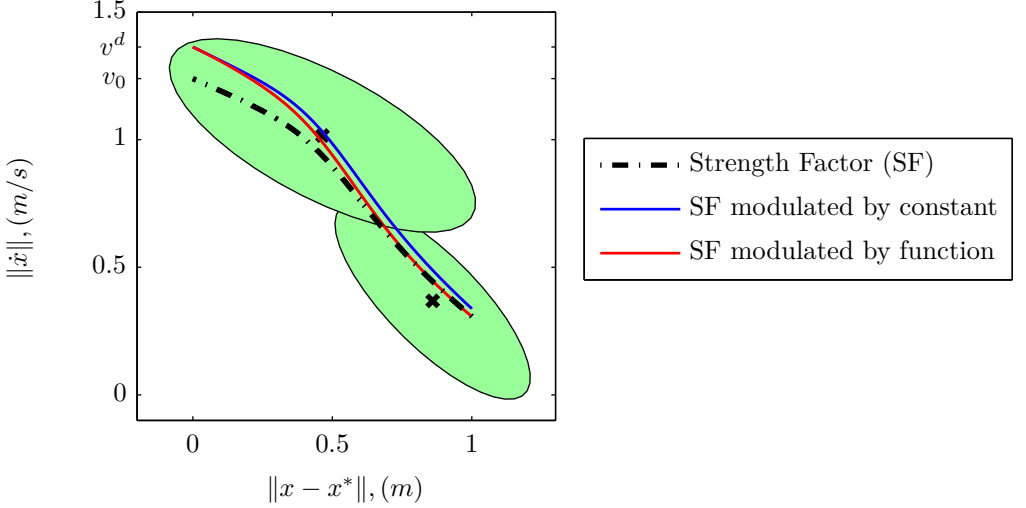 1.5
v^d
v_0
1
0.5
0
‖ẋ‖, (m/s)
0 0.5 1
‖x − x*‖, (m)
Strength Factor (SF)
SF modulated by constant
SF modulated by function